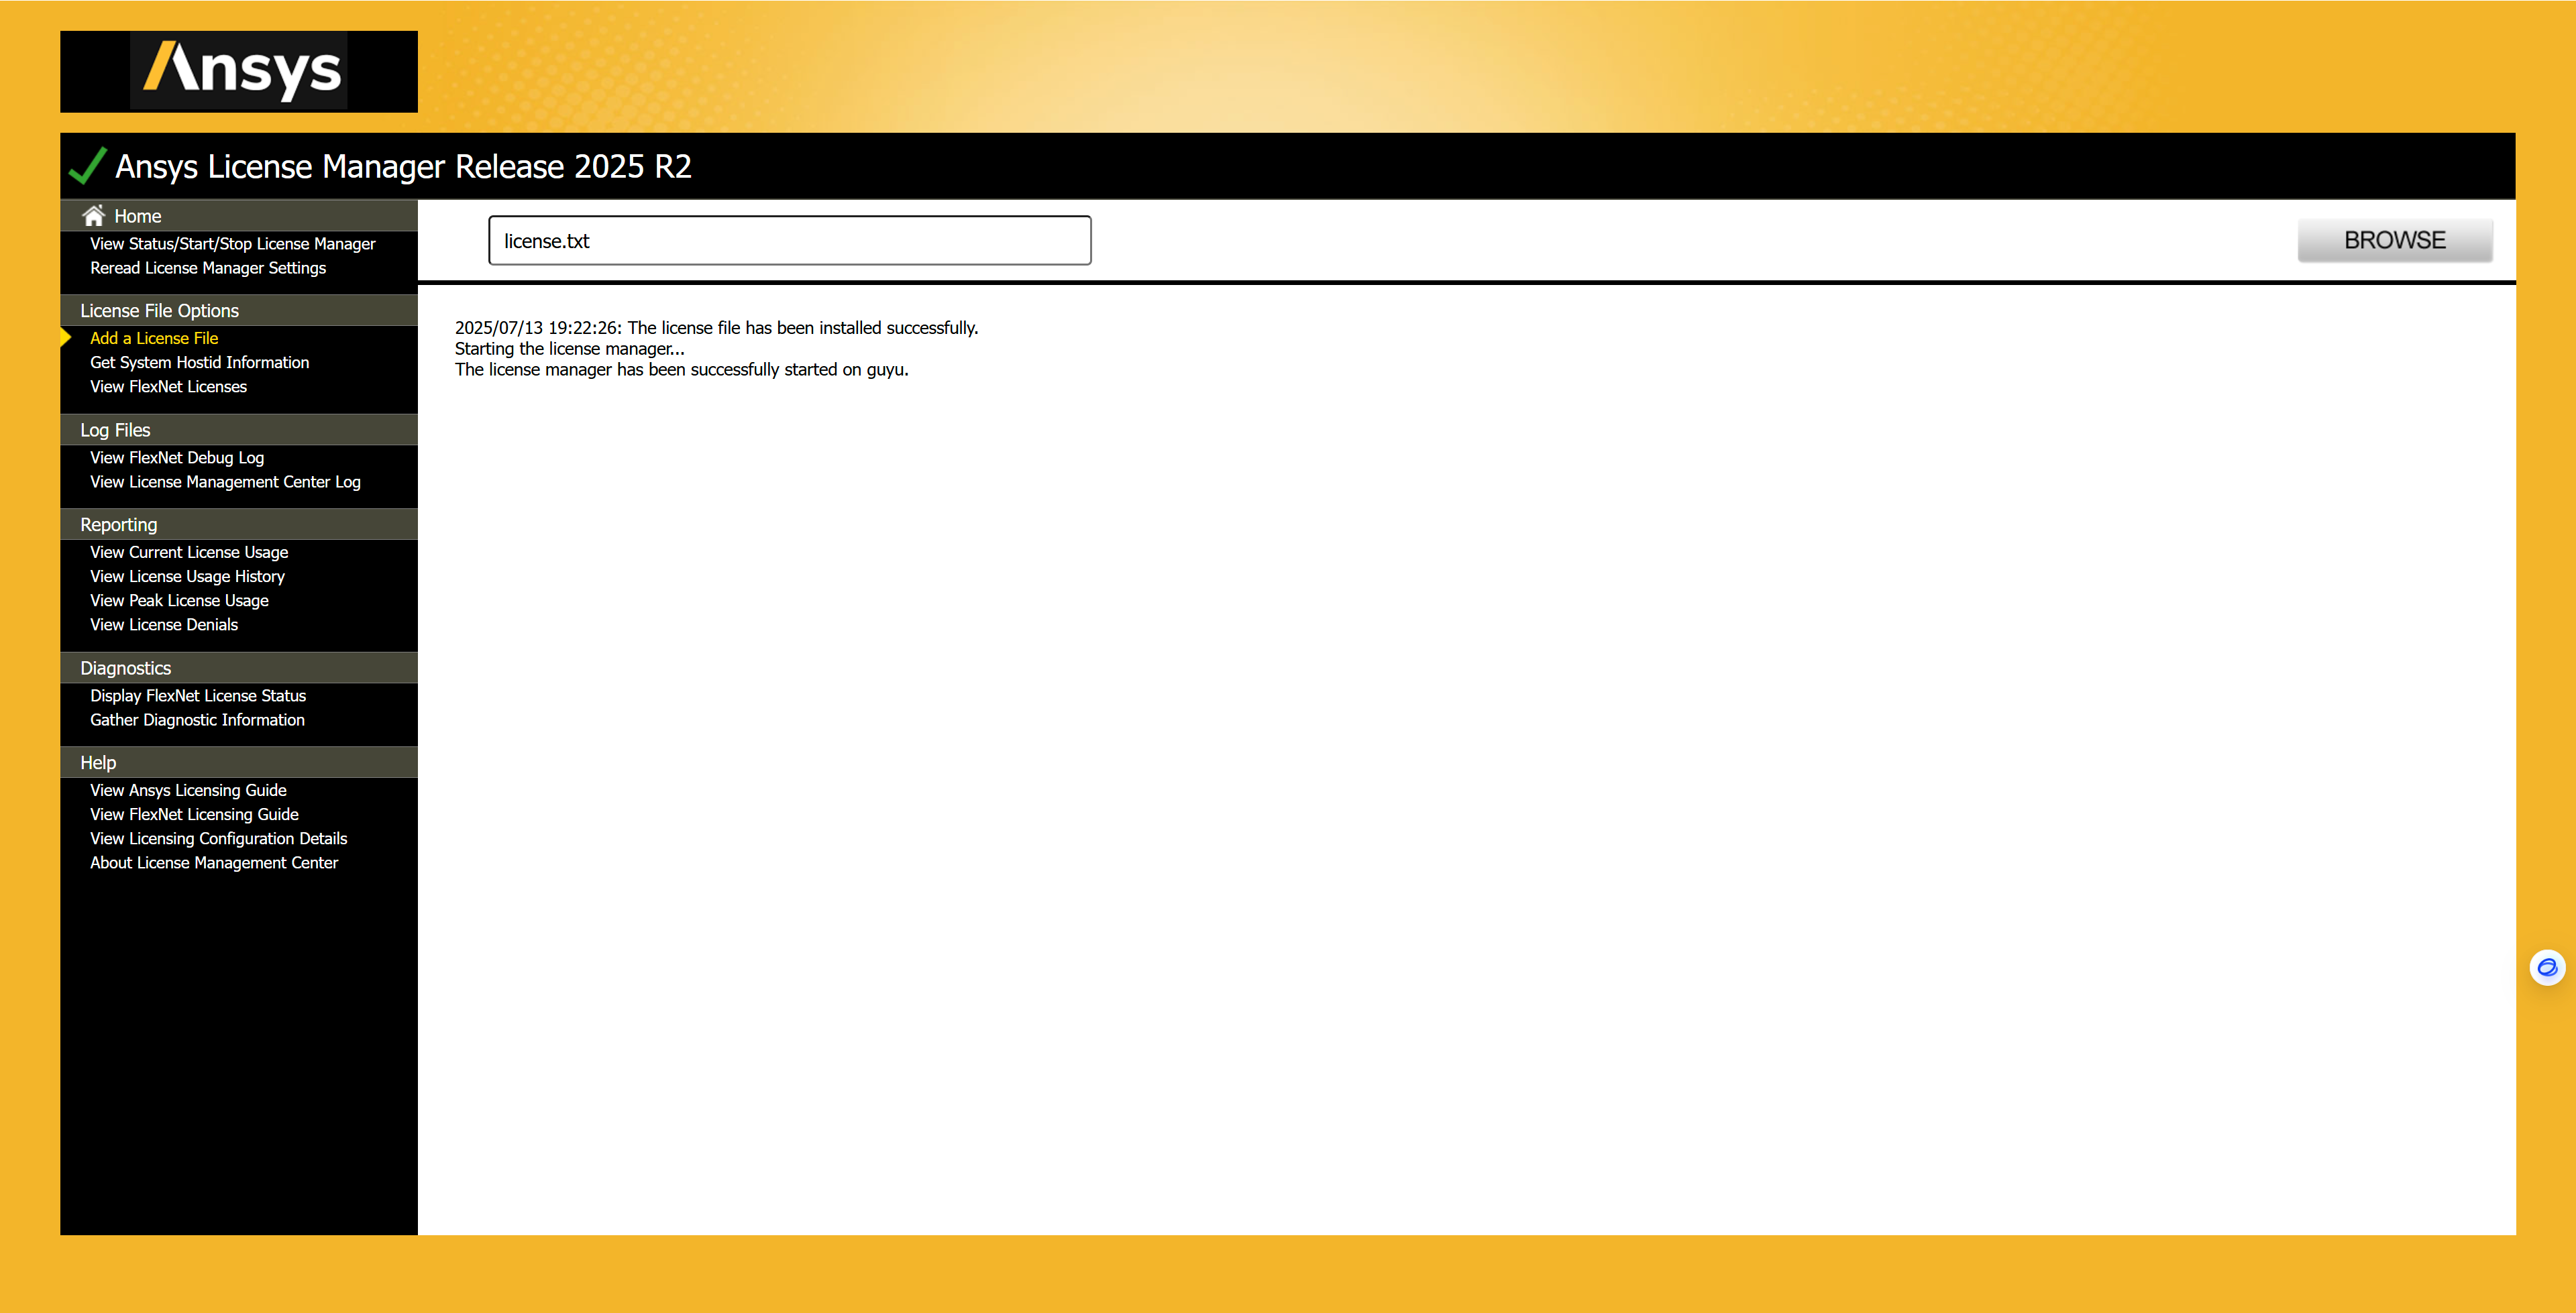 Ansys
Ansys License Manager Release 2025 R2
Home
View Status/Start/Stop License Manager
Reread License Manager Settings
License File Options
Add a License File
Get System Hostid Information
View FlexNet Licenses
Log Files
View FlexNet Debug Log
View License Management Center Log
Reporting
View Current License Usage
View License Usage History
View Peak License Usage
View License Denials
Diagnostics
Display FlexNet License Status
Gather Diagnostic Information
Help
View Ansys Licensing Guide
View FlexNet Licensing Guide
View Licensing Configuration Details
About License Management Center
license.txt
BROWSE
2025/07/13 19:22:26: The license file has been installed successfully.
Starting the license manager...
The license manager has been successfully started on guyu.